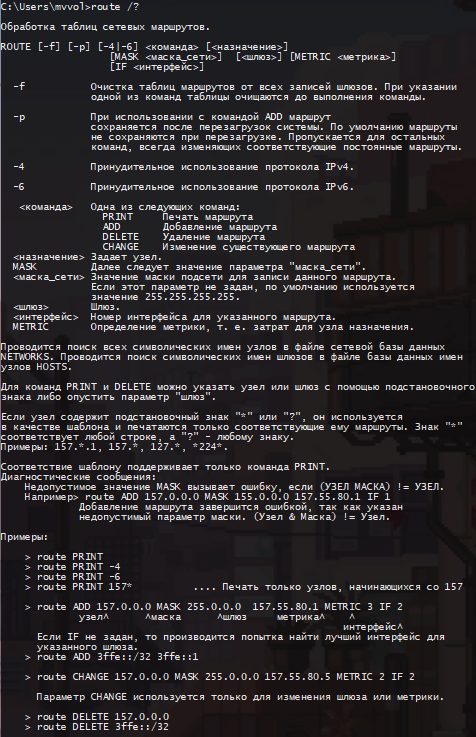 C:\Users\mvvol>route /?
Обработка таблиц сетевых маршрутов.
ROUTE [-f] [-p] [-4|-6] <команда> [<назначение>]
[MASK <маска_сети>]  [<шлюз>] [METRIC <метрика>]
[IF <интерфейс>]
-f           Очистка таблиц маршрутов от всех записей шлюзов. При указании
одной из команд таблицы очищаются до выполнения команды.
-p           При использовании с командой ADD маршрут
сохраняется после перезагрузок системы. По умолчанию маршруты
не сохраняются при перезагрузке. Пропускается для остальных
команд, всегда изменяющих соответствующие постоянные маршруты.
-4           Принудительное использование протокола IPv4.
-6           Принудительное использование протокола IPv6.
<команда>   Одна из следующих команд:
PRINT     Печать маршрута
ADD       Добавление маршрута
DELETE    Удаление маршрута
CHANGE    Изменение существующего маршрута
<назначение> Задает узел.
MASK         Далее следует значение параметра "маска_сети".
<маска_сети> Значение маски подсети для записи данного маршрута.
Если этот параметр не задан, по умолчанию используется
значение 255.255.255.255.
<шлюз>       Шлюз.
<интерфейс>  Номер интерфейса для указанного маршрута.
METRIC       Определение метрики, т. е. затрат для узла назначения.
Проводится поиск всех символических имен узлов в файле сетевой базы данных
NETWORKS. Проводится поиск символических имен шлюзов в файле базы данных имен
узлов HOSTS.
Для команд PRINT и DELETE можно указать узел или шлюз с помощью подстановочного
знака либо опустить параметр "шлюз".
Если узел содержит подстановочный знак "*" или "?", он используется
в качестве шаблона и печатаются только соответствующие ему маршруты. Знак "*"
соответствует любой строке, а "?" - любому знаку.
Примеры: 157.*.1, 157.*, 127.*, *224*.
Соответствие шаблону поддерживает только команда PRINT.
Диагностические сообщения:
Недопустимое значение MASK вызывает ошибку, если (УЗЕЛ МАСКА) != УЗЕЛ.
Например> route ADD 157.0.0.0 MASK 155.0.0.0 157.55.80.1 IF 1
Добавление маршрута завершится ошибкой, так как указан
недопустимый параметр маски. (Узел & Маска) != Узел.
Примеры:
> route PRINT
> route PRINT -4
> route PRINT -6
> route PRINT 157*          .... Печать только узлов, начинающихся со 157
> route ADD 157.0.0.0 MASK 255.0.0.0  157.55.80.1 METRIC 3 IF 2
узел^      ^маска      ^шлюз     метрика^    ^
интерфейс^
Если IF не задан, то производится попытка найти лучший интерфейс для
указанного шлюза.
> route ADD 3ffe::/32 3ffe::1
> route CHANGE 157.0.0.0 MASK 255.0.0.0 157.55.80.5 METRIC 2 IF 2
Параметр CHANGE используется только для изменения шлюза или метрики.
> route DELETE 157.0.0.0
> route DELETE 3ffe::/32